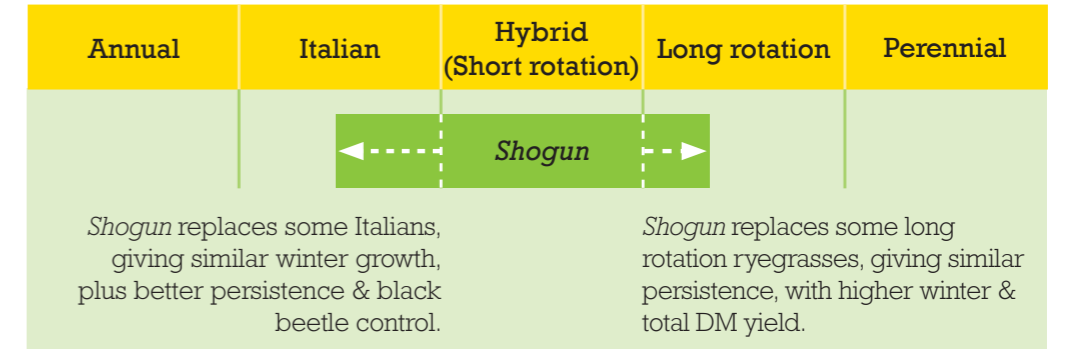 Annual
Italian
Hybrid
(Short rotation)
Long rotation
Perennial
Shogun
Shogun replaces some Italians,
giving similar winter growth,
plus better persistence & black
beetle control.
Shogun replaces some long
rotation ryegrasses, giving similar
persistence, with higher winter &
total DM yield.